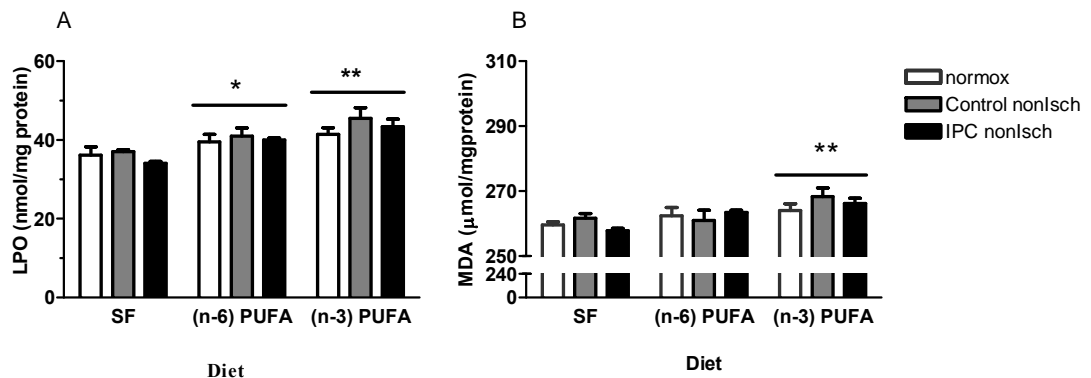 A
LPO (nmol/mg protein)
60
40
20
0
*
**
SF
(n-6) PUFA
(n-3) PUFA
Diet
B
MDA (μmol/mgprotein)
310
290
270
250
240
0
**
SF
(n-6) PUFA
(n-3) PUFA
Diet
normox
Control nonIsch
IPC nonIsch